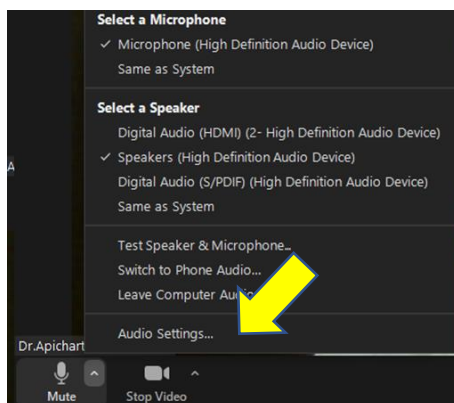 Select a Microphone
✓ Microphone (High Definition Audio Device)
Same as System
Select a Speaker
Digital Audio (HDMI) (2- High Definition Audio Device)
✓ Speakers (High Definition Audio Device)
Digital Audio (S/PDIF) (High Definition Audio Device)
Same as System
Test Speaker & Microphone...
Switch to Phone Audio...
Leave Computer Audio
Audio Settings...
A
Dr.Apichart
Mute
Stop Video